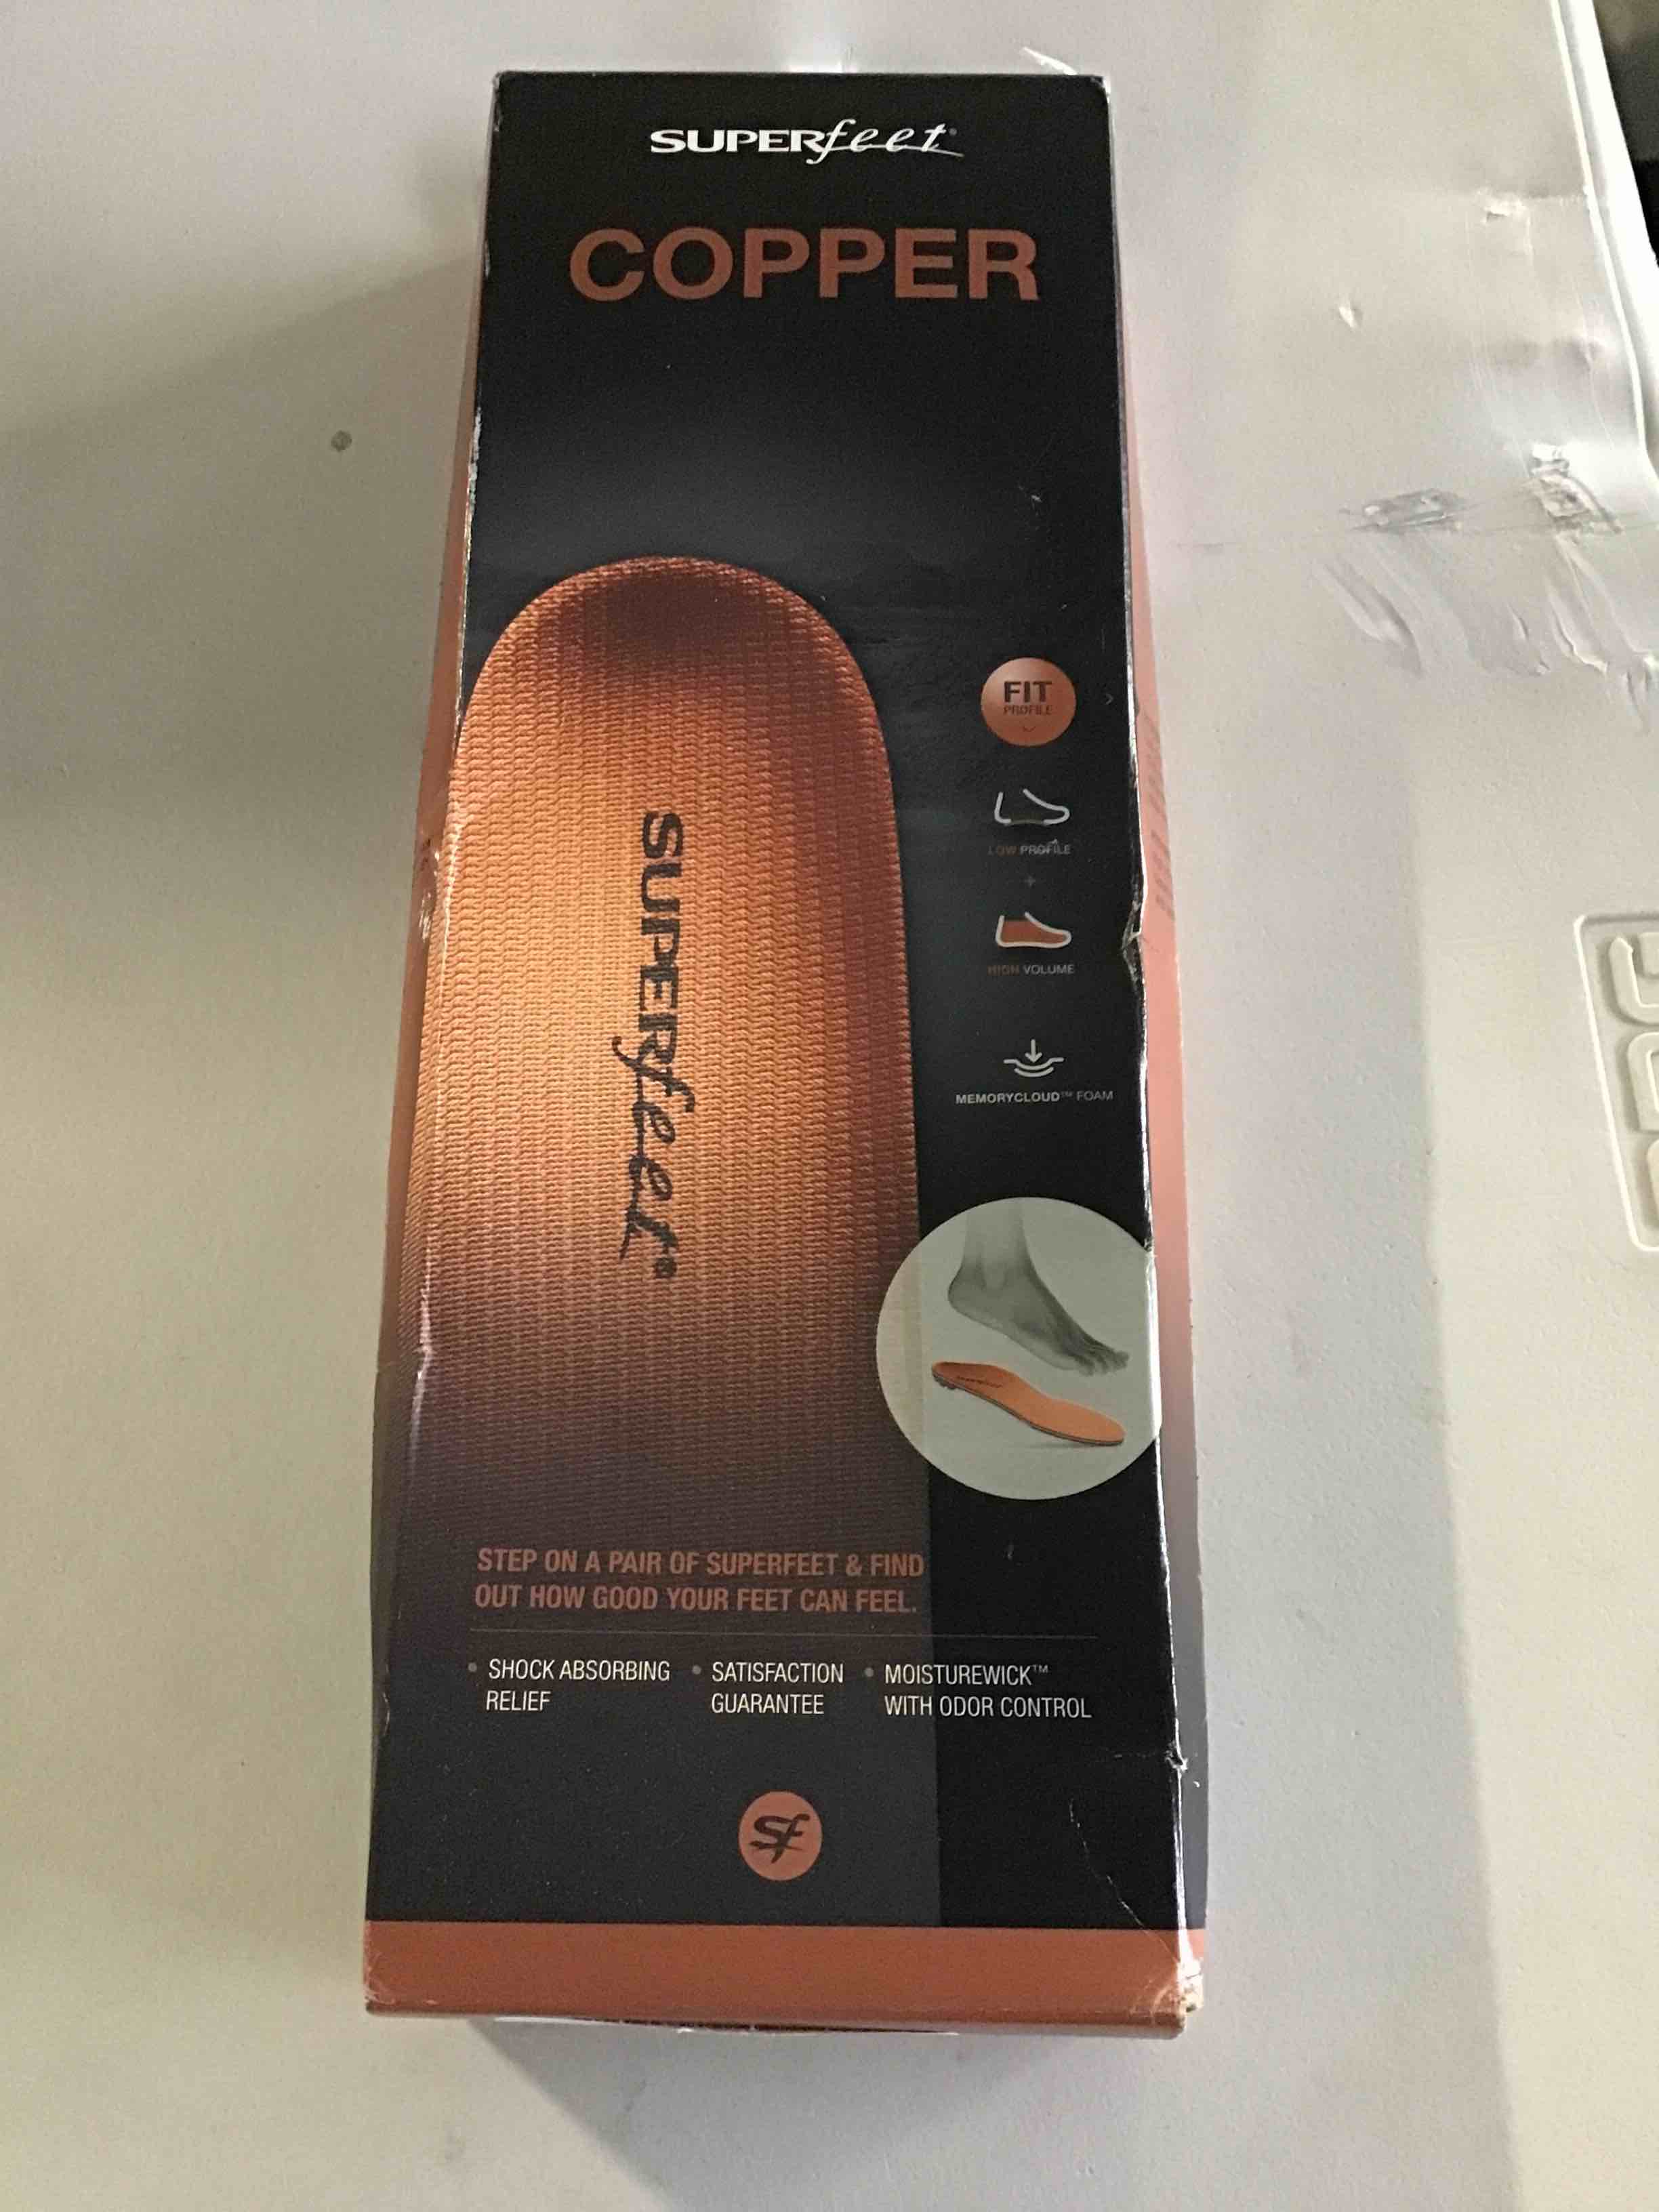 SUPERfeet®
COPPER
FIT
PROFILE
LOW PROFILE
+
HIGH VOLUME
MEMORYCLOUD™ FOAM
SUPERfeet®
STEP ON A PAIR OF SUPERFEET & FIND
OUT HOW GOOD YOUR FEET CAN FEEL.
• SHOCK ABSORBING
RELIEF
• SATISFACTION
GUARANTEE
• MOISTUREWICK™
WITH ODOR CONTROL
Sf